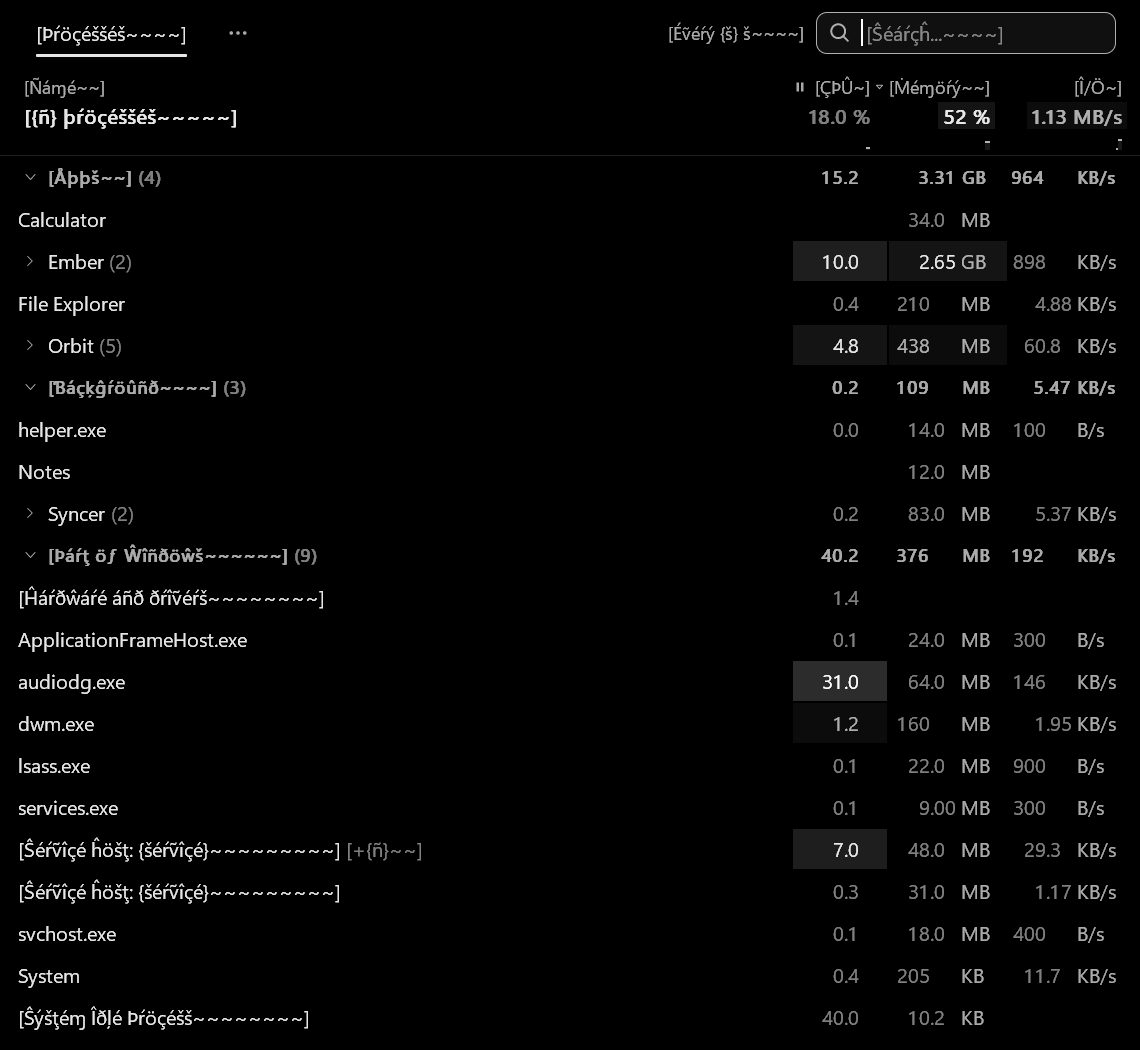 [Þŕöçéššéš~~~~] ··· [Éṽéŕý {š} š~~~~] [Šéáŕçĥ...~~~~]
[Ñáɱé~~] [ÇÞÛ~] [Ṁéɱöŕý~~] [Î/Ö~]
[{ñ} þŕöçéššéš~~~~~] 18.0 % 52 % 1.13 MB/s
- - -
[Åþþš~~] (4) 15.2 3.31 GB 964 KB/s
Calculator 34.0 MB
Ember (2) 10.0 2.65 GB 898 KB/s
File Explorer 0.4 210 MB 4.88 KB/s
Orbit (5) 4.8 438 MB 60.8 KB/s
[Ɓáçķĝŕöûñð~~~~] (3) 0.2 109 MB 5.47 KB/s
helper.exe 0.0 14.0 MB 100 B/s
Notes 12.0 MB
Syncer (2) 0.2 83.0 MB 5.37 KB/s
[Þáŕţ öƒ Ŵîñðöŵš~~~~~~] (9) 40.2 376 MB 192 KB/s
[Ĥáŕðŵáŕé áñð ðŕîṽéŕš~~~~~~~~] 1.4
ApplicationFrameHost.exe 0.1 24.0 MB 300 B/s
audiodg.exe 31.0 64.0 MB 146 KB/s
dwm.exe 1.2 160 MB 1.95 KB/s
lsass.exe 0.1 22.0 MB 900 B/s
services.exe 0.1 9.00 MB 300 B/s
[Šéŕṽîçé ĥöšţ: {šéŕṽîçé}~~~~~~~~~] [+{ñ}~~] 7.0 48.0 MB 29.3 KB/s
[Šéŕṽîçé ĥöšţ: {šéŕṽîçé}~~~~~~~~~] 0.3 31.0 MB 1.17 KB/s
svchost.exe 0.1 18.0 MB 400 B/s
System 0.4 205 KB 11.7 KB/s
[Šýšţéɱ Îðļé Þŕöçéšš~~~~~~~~] 40.0 10.2 KB